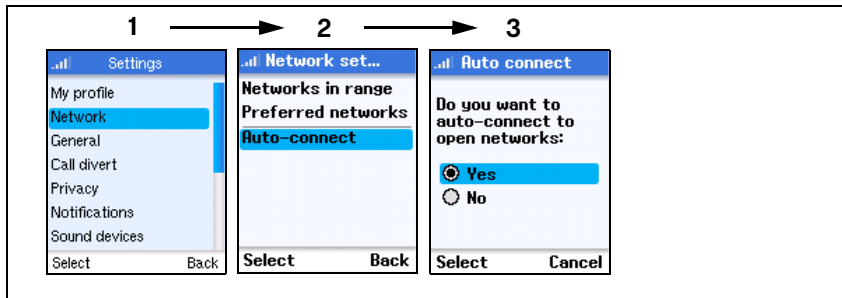 1 2 3
Settings
My profile
Network
General
Call divert
Privacy
Notifications
Sound devices
Select Back
Network set...
Networks in range
Preferred networks
Auto-connect
Select Back
Auto connect
Do you want to
auto-connect to
open networks:
Yes
No
Select Cancel